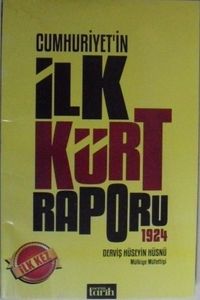 CUMHURİYET'İN
İLK
KÜRT
RAPORU
1924
DERVİŞ HÜSEYİN HÜSNÜ
Mülkiye Müfettişi
İLK KEZ
tarih